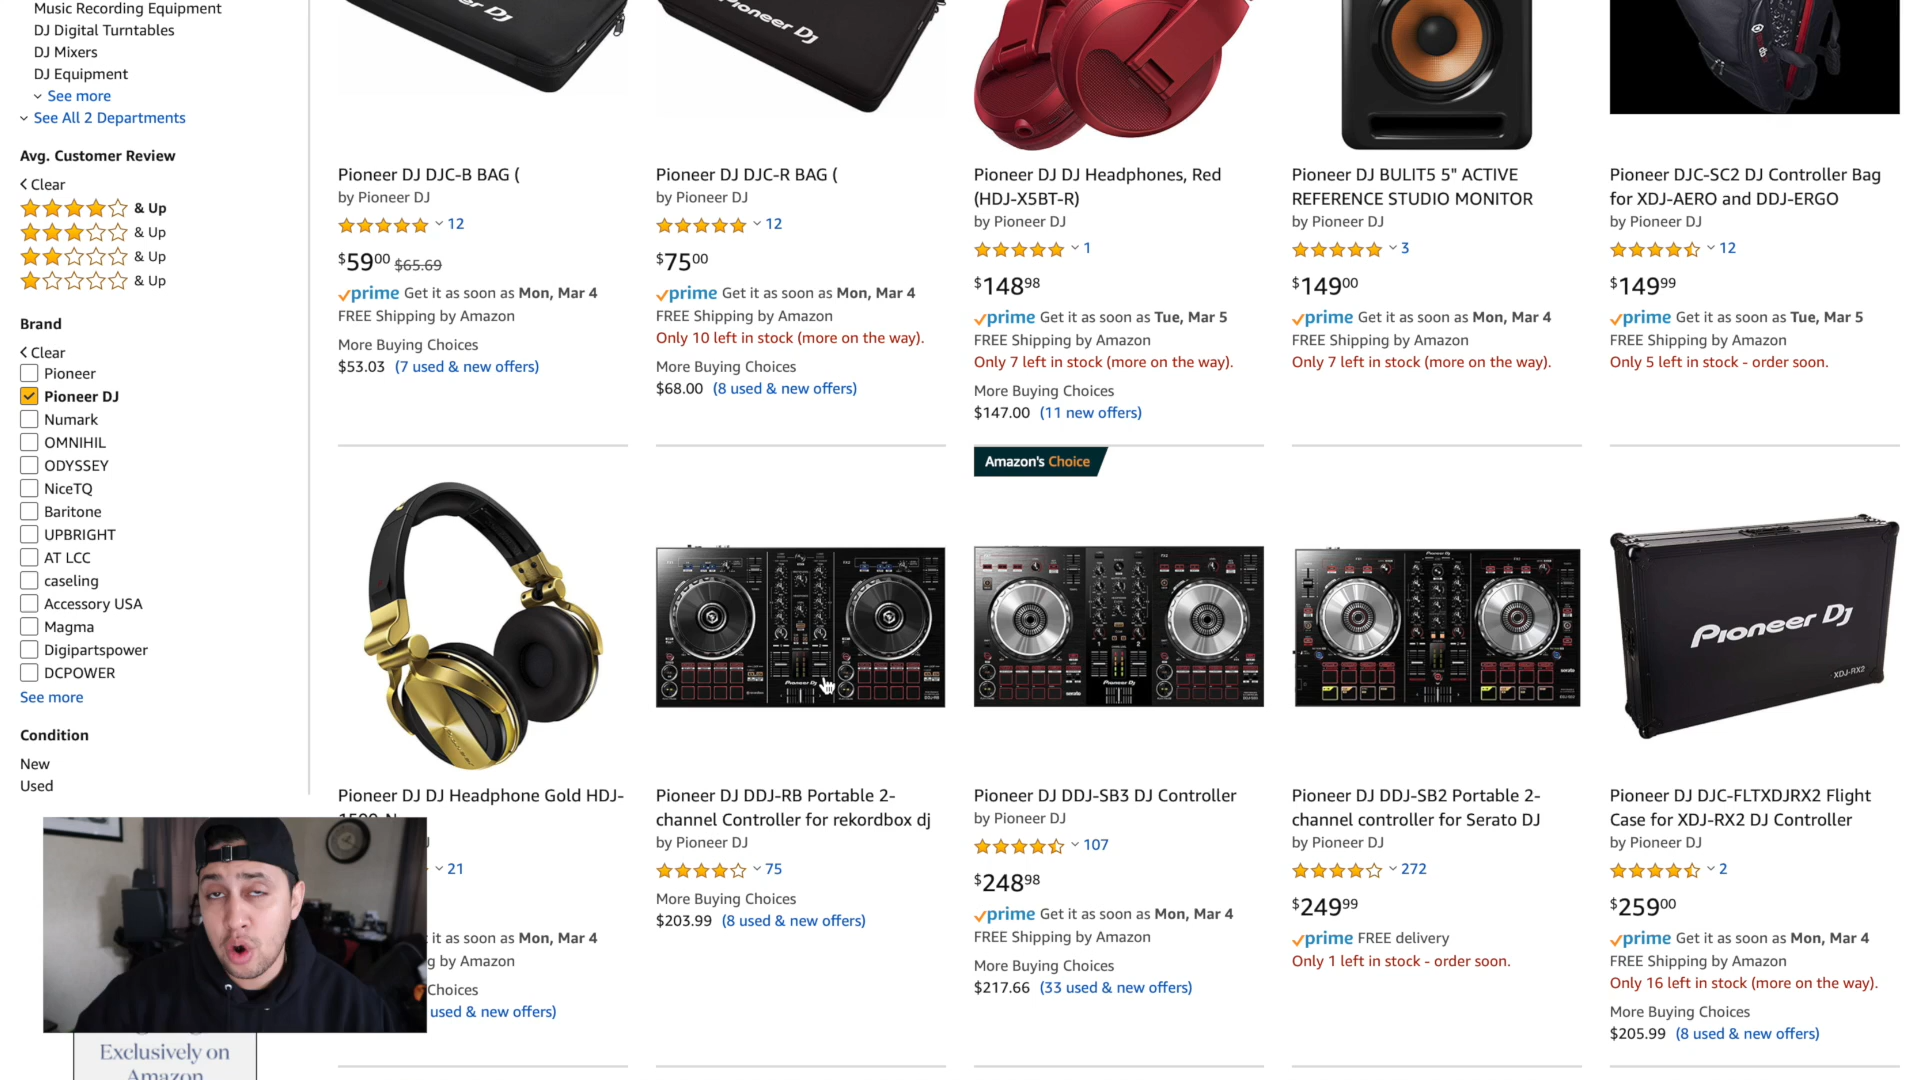 Music Recording Equipment
DJ Digital Turntables
DJ Mixers
DJ Equipment
See more
See All 2 Departments
Avg. Customer Review
Clear
& Up
& Up
& Up
& Up
Brand
Clear
Pioneer
Pioneer DJ
Numark
OMNIHIL
ODYSSEY
NiceTQ
Baritone
UPBRIGHT
AT LCC
caseling
Accessory USA
Magma
Digipartspower
DCPOWER
See more
Condition
New
Used
Exclusively on
Amazon
Pioneer DJ DJC-B BAG (
by Pioneer DJ
12
$5900 $65.69
prime Get it as soon as Mon, Mar 4
FREE Shipping by Amazon
More Buying Choices
$53.03 (7 used & new offers)
Pioneer DJ
Pioneer DJ DJC-R BAG (
by Pioneer DJ
12
$7500
prime Get it as soon as Mon, Mar 4
FREE Shipping by Amazon
Only 10 left in stock (more on the way).
More Buying Choices
$68.00 (8 used & new offers)
Pioneer DJ DJ Headphones, Red
(HDJ-X5BT-R)
by Pioneer DJ
1
$14898
prime Get it as soon as Tue, Mar 5
FREE Shipping by Amazon
Only 7 left in stock (more on the way).
More Buying Choices
$147.00 (11 new offers)
Pioneer DJ BULIT5 5" ACTIVE
REFERENCE STUDIO MONITOR
by Pioneer DJ
3
$14900
prime Get it as soon as Mon, Mar 4
FREE Shipping by Amazon
Only 7 left in stock (more on the way).
Pioneer DJC-SC2 DJ Controller Bag
for XDJ-AERO and DDJ-ERGO
by Pioneer DJ
12
$14999
prime Get it as soon as Tue, Mar 5
FREE Shipping by Amazon
Only 5 left in stock - order soon.
Pioneer DJ DJ Headphone Gold HDJ-
21
it as soon as Mon, Mar 4
g by Amazon
Choices
used & new offers)
Pioneer DJ
Pioneer DJ DDJ-RB Portable 2-
channel Controller for rekordbox dj
by Pioneer DJ
75
More Buying Choices
$203.99 (8 used & new offers)
Amazon's Choice
Pioneer DJ DDJ-SB3 DJ Controller
by Pioneer DJ
107
$24898
prime Get it as soon as Mon, Mar 4
FREE Shipping by Amazon
More Buying Choices
$217.66 (33 used & new offers)
Pioneer DJ DDJ-SB2 Portable 2-
channel controller for Serato DJ
by Pioneer DJ
272
$24999
prime FREE delivery
Only 1 left in stock - order soon.
Pioneer DJ
XDJ-RX2
Pioneer DJ DJC-FLTXDJRX2 Flight
Case for XDJ-RX2 DJ Controller
by Pioneer DJ
2
$25900
prime Get it as soon as Mon, Mar 4
FREE Shipping by Amazon
Only 16 left in stock (more on the way).
More Buying Choices
$205.99 (8 used & new offers)